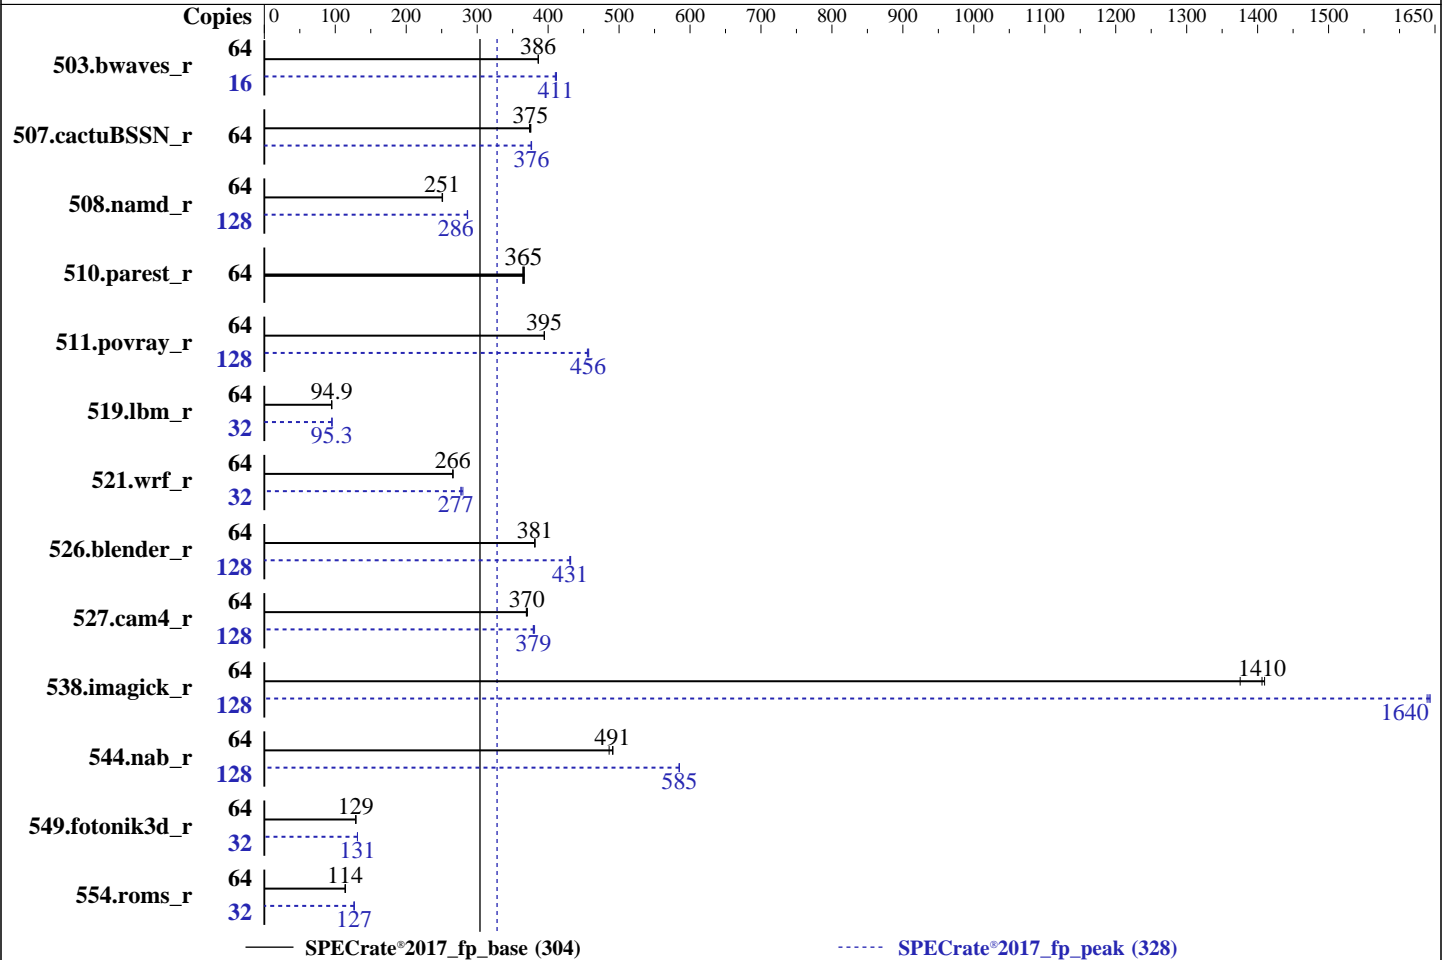 Copies 0 100 200 300 400 500 600 700 800 900 1000 1100 1200 1300 1400 1500 1650
503.bwaves_r 64 386
16 411
507.cactuBSSN_r 64 375
376
508.namd_r 64 251
128 286
510.parest_r 64 365
511.povray_r 64 395
128 456
519.lbm_r 64 94.9
32 95.3
521.wrf_r 64 266
32 277
526.blender_r 64 381
128 431
527.cam4_r 64 370
128 379
538.imagick_r 64 1410
128 1640
544.nab_r 64 491
128 585
549.fotonik3d_r 64 129
32 131
554.roms_r 64 114
32 127
SPECrate®2017_fp_base (304) SPECrate®2017_fp_peak (328)